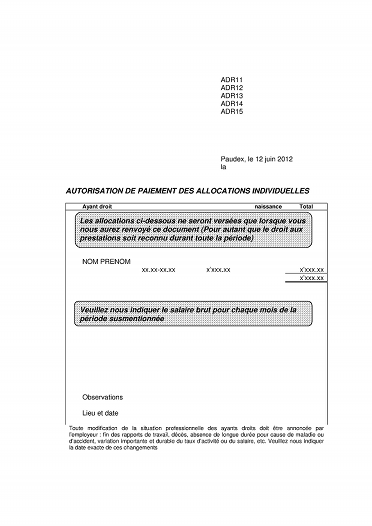 ADR11
ADR12
ADR13
ADR14
ADR15
Paudex, le 12 juin 2012
la
AUTORISATION DE PAIEMENT DES ALLOCATIONS INDIVIDUELLES
Ayant droit naissance Total
Les allocations ci-dessous ne seront versées que lorsque vous
nous aurez renvoyé ce document (Pour autant que le droit aux
prestations soit reconnu durant toute la période)
NOM PRENOM
xx.xx-xx.xx x'xxx.xx x'xxx.xx
x'xxx.xx
Veuillez nous indiquer le salaire brut pour chaque mois de la
période susmentionnée
Observations
Lieu et date
Toute modification de la situation professionnelle des ayants droits doit être annoncée par
l'employeur : fin des rapports de travail, décès, absence de longue durée pour cause de maladie ou
d'accident, variation importante et durable du taux d'activité ou du salaire, etc. Veuillez nous indiquer
la date exacte de ces changements